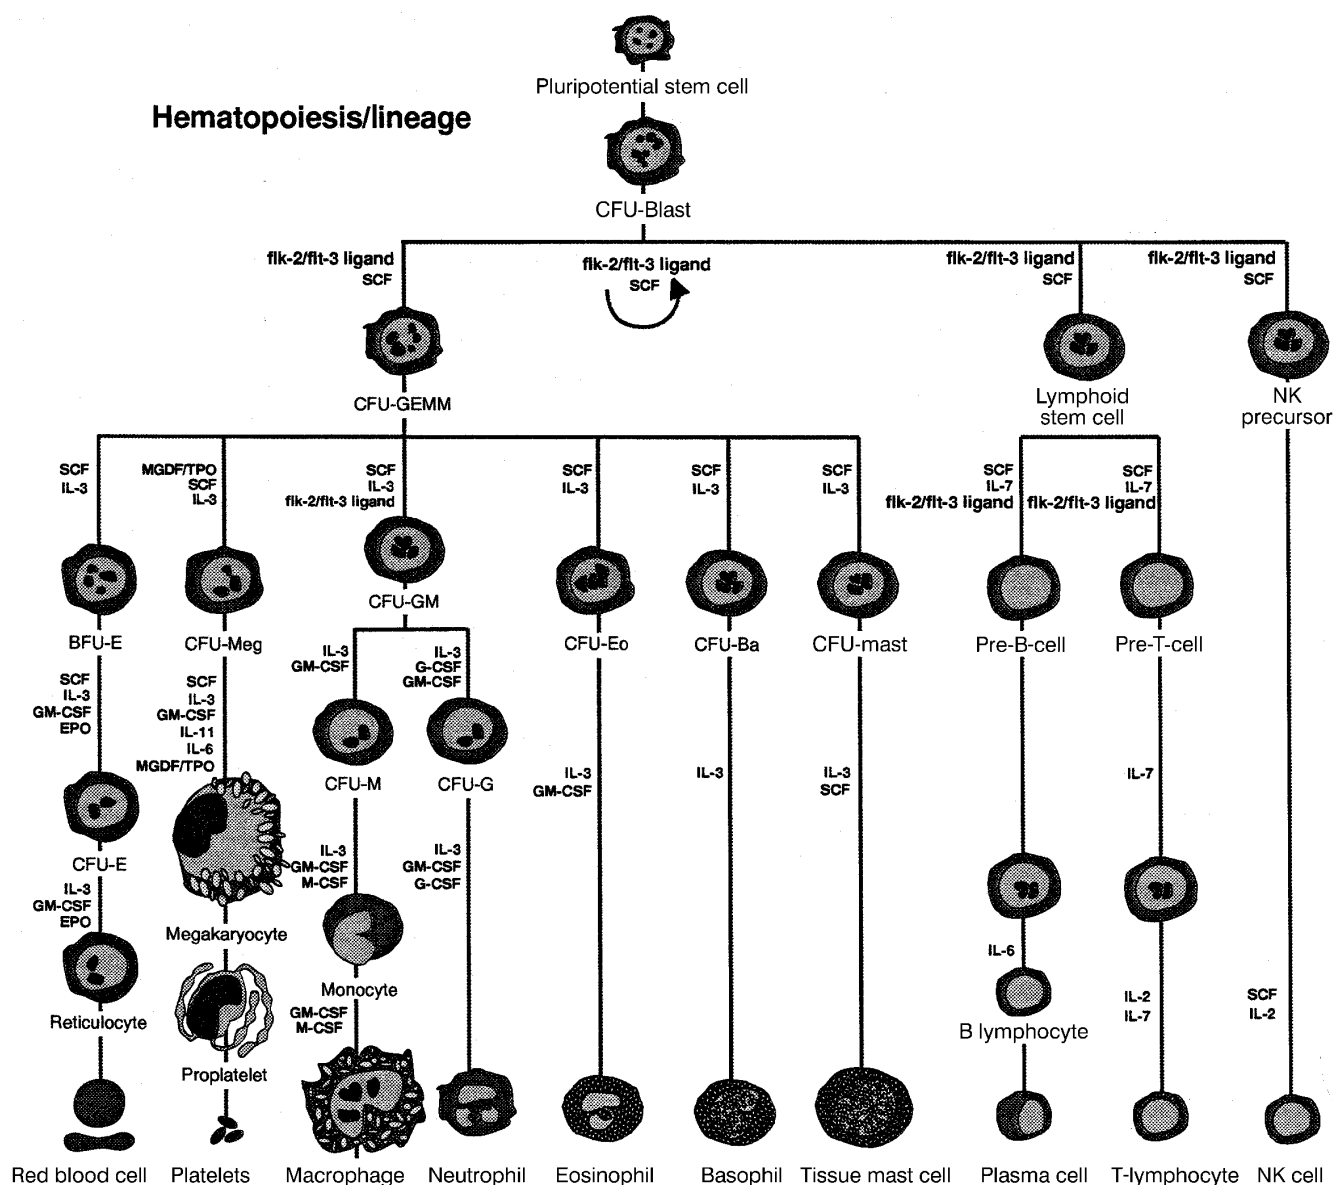 Pluripotential stem cell
Hematopoiesis/lineage
CFU-Blast
flk-2/flt-3 ligand
SCF
flk-2/flt-3 ligand
SCF
flk-2/flt-3 ligand
SCF
flk-2/flt-3 ligand
SCF
CFU-GEMM
Lymphoid
stem cell
NK
precursor
SCF
IL-3
MGDF/TPO
SCF
IL-3
SCF
IL-3
flk-2/flt-3 ligand
SCF
IL-3
SCF
IL-3
SCF
IL-3
SCF
IL-7
flk-2/flt-3 ligand
SCF
IL-7
flk-2/flt-3 ligand
CFU-GM
BFU-E
CFU-Meg
CFU-Eo
CFU-Ba
CFU-mast
Pre-B-cell
Pre-T-cell
SCF
IL-3
GM-CSF
EPO
SCF
IL-3
GM-CSF
IL-11
IL-6
MGDF/TPO
IL-3
GM-CSF
IL-3
G-CSF
GM-CSF
CFU-M
CFU-G
IL-3
GM-CSF
IL-3
IL-3
SCF
IL-7
CFU-E
IL-3
GM-CSF
EPO
IL-3
GM-CSF
M-CSF
IL-3
GM-CSF
G-CSF
Megakaryocyte
IL-6
Monocyte
Reticulocyte
GM-CSF
M-CSF
B lymphocyte
IL-2
IL-7
SCF
IL-2
Proplatelet
Red blood cell
Platelets
Macrophage
Neutrophil
Eosinophil
Basophil
Tissue mast cell
Plasma cell
T-lymphocyte
NK cell